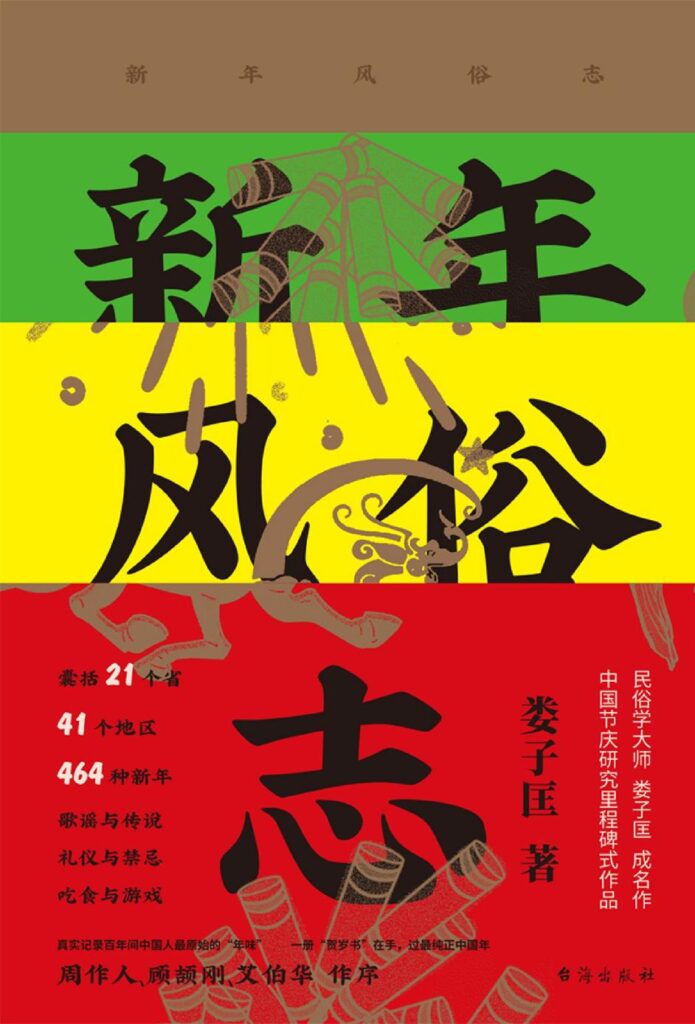 新年风俗志
新年
风俗
志
囊括21个省
41个地区
464种新年
歌谣与传说
礼仪与禁忌
吃食与游戏
娄子匡 著
民俗学大师 娄子匡 成名作
中国节庆研究里程碑式作品
真实记录百年间中国人最原始的“年味” 一册“贺岁书”在手，过最纯正中国年
周作人、顾颉刚、艾伯华 作序
台海出版社